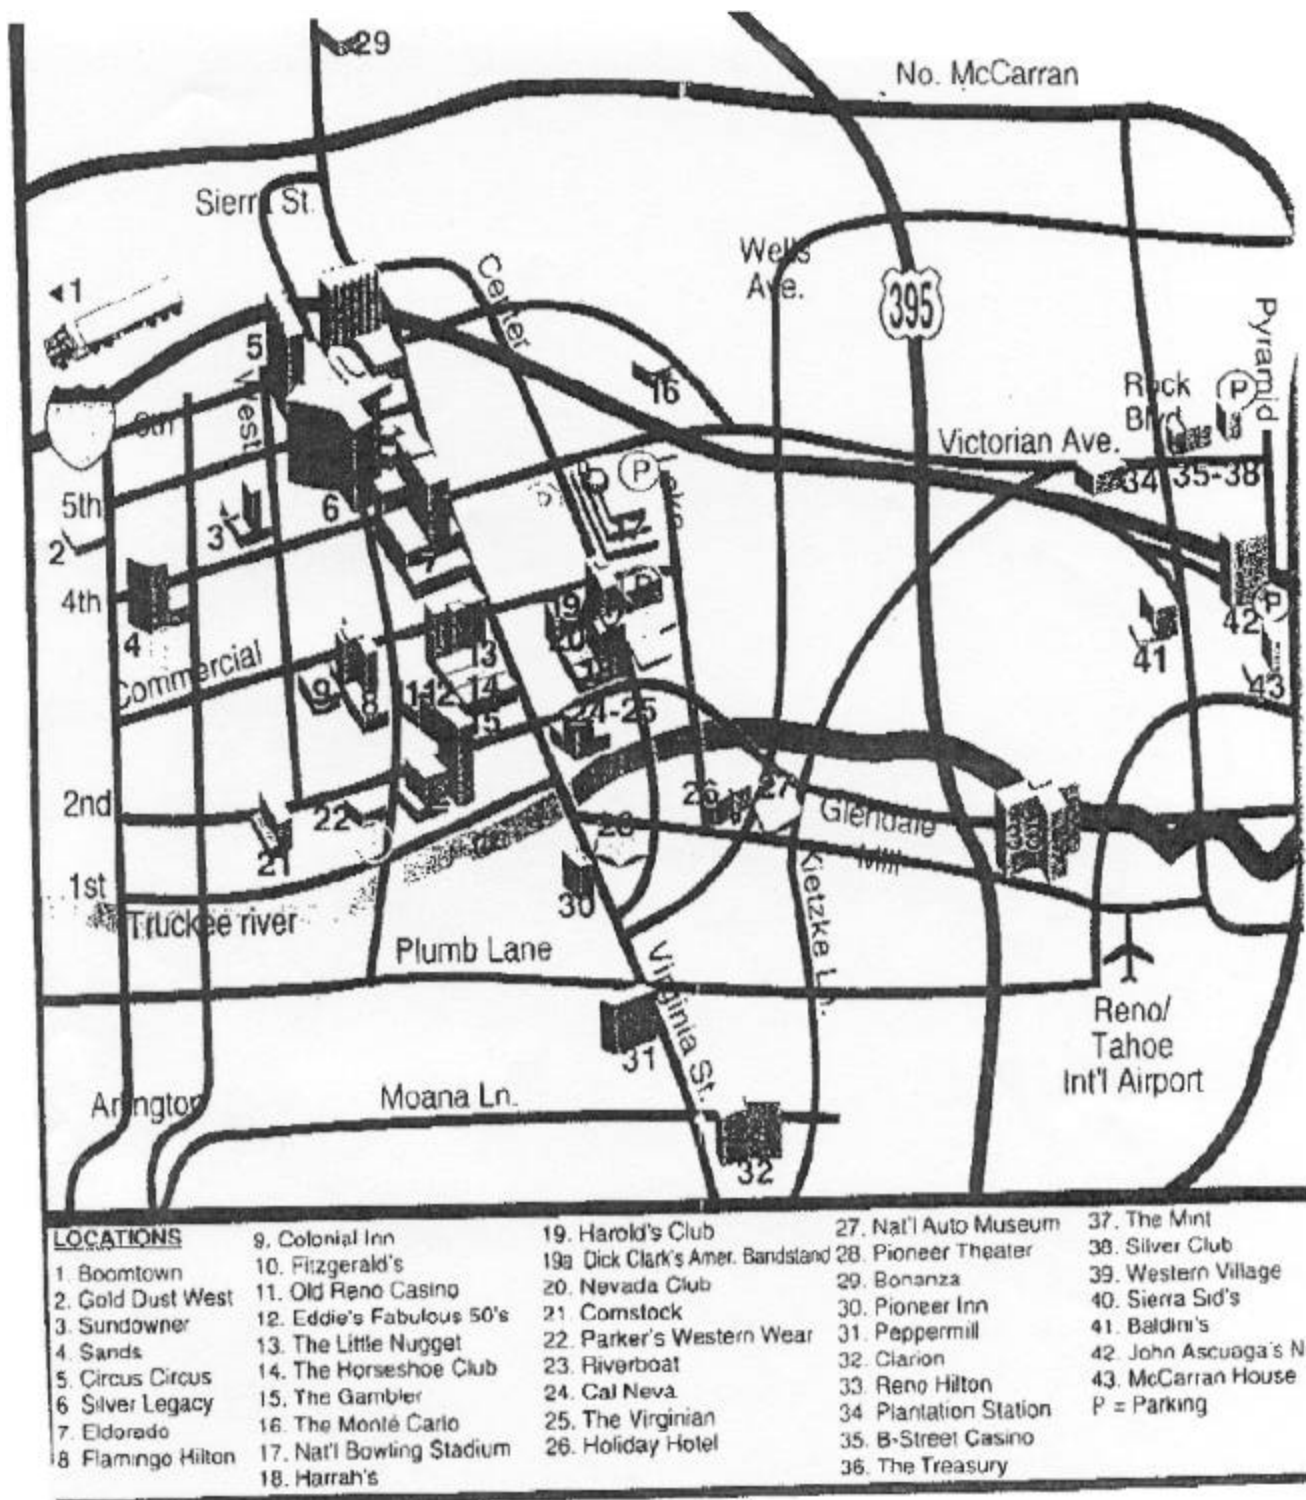 29
No. McCarran
Sierra St.
Center
Wells
Ave.
◄1
395
Pyramid
5
West
16
Rock
Blvd.
P
Victorian Ave.
6th
34
35-38
5th
6
P
2
3
7
17
4th
4
19
20
42
P
41
43
Commercial
13
9
8
11
12
14
15
24-25
2nd
22
26
27
Glendale
Mill
21
28
30
1st
Truckee river
Kietzke Ln.
Plumb Lane
Virginia St.
31
Reno/
Tahoe
Int'l Airport
Arlington
Moana Ln.
32
LOCATIONS
1. Boomtown
2. Gold Dust West
3. Sundowner
4. Sands
5. Circus Circus
6 Silver Legacy
7. Eldorado
8 Flamingo Hilton
9. Colonial Inn
10. Fitzgerald's
11. Old Reno Casino
12. Eddie's Fabulous 50's
13. The Little Nugget
14. The Horseshoe Club
15. The Gambler
16. The Monte Carlo
17. Nat'l Bowling Stadium
18. Harrah's
19. Harold's Club
19a Dick Clark's Amer. Bandstand
20. Nevada Club
21. Comstock
22. Parker's Western Wear
23. Riverboat
24. Cal Neva
25. The Virginian
26. Holiday Hotel
27. Nat'l Auto Museum
28. Pioneer Theater
29. Bonanza
30. Pioneer Inn
31. Peppermill
32. Clarion
33. Reno Hilton
34 Plantation Station
35. B-Street Casino
36. The Treasury
37. The Mint
38. Silver Club
39. Western Village
40. Sierra Sid's
41. Baldini's
42. John Ascuaga's N
43. McCarran House
P = Parking